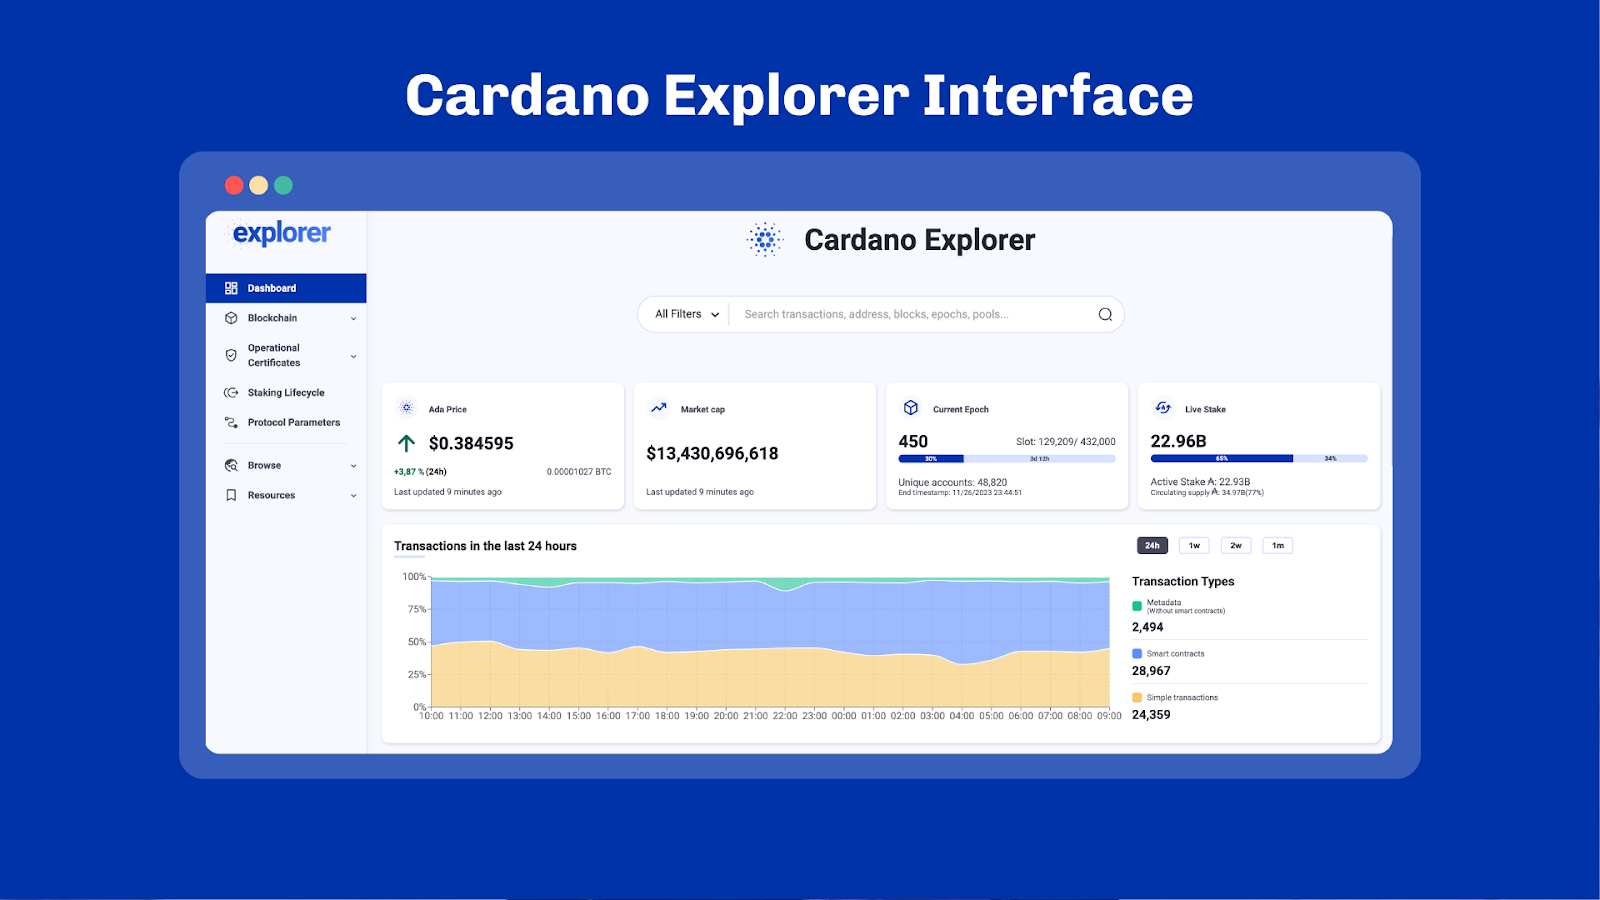 Cardano Explorer Interface
explorer
Cardano Explorer
Dashboard
Blockchain
Operational
Certificates
Staking Lifecycle
Protocol Parameters
Browse
Resources
All Filters
Search transactions, address, blocks, epochs, pools...
Ada Price
$0.384595
+3,87 % (24h)
0.00001027 BTC
Last updated 9 minutes ago
Market cap
$13,430,696,618
Last updated 9 minutes ago
Current Epoch
450
Slot: 129,209/ 432,000
30%
3d 12h
Unique accounts: 48,820
End timestamp: 11/26/2023 23:44:51
Live Stake
22.96B
65%
34%
Active Stake ₳: 22.93B
Circulating supply ₳: 34.97B(77%)
Transactions in the last 24 hours
24h
1w
2w
1m
100%
75%
50%
25%
0%
10:00 11:00 12:00 13:00 14:00 15:00 16:00 17:00 18:00 19:00 20:00 21:00 22:00 23:00 00:00 01:00 02:00 03:00 04:00 05:00 06:00 07:00 08:00 09:00
Transaction Types
Metadata
(Without smart contracts)
2,494
Smart contracts
28,967
Simple transactions
24,359